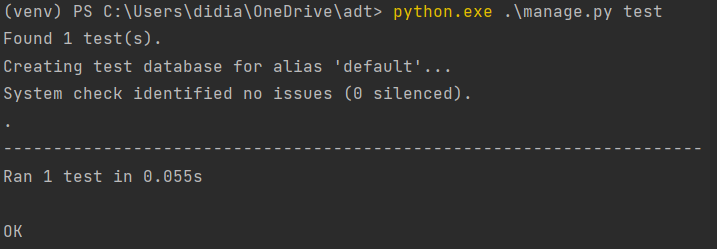 (venv) PS C:\Users\didia\OneDrive\adt> python.exe .\manage.py test
Found 1 test(s).
Creating test database for alias 'default'...
System check identified no issues (0 silenced).
.
----------------------------------------------------------------------
Ran 1 test in 0.055s

OK